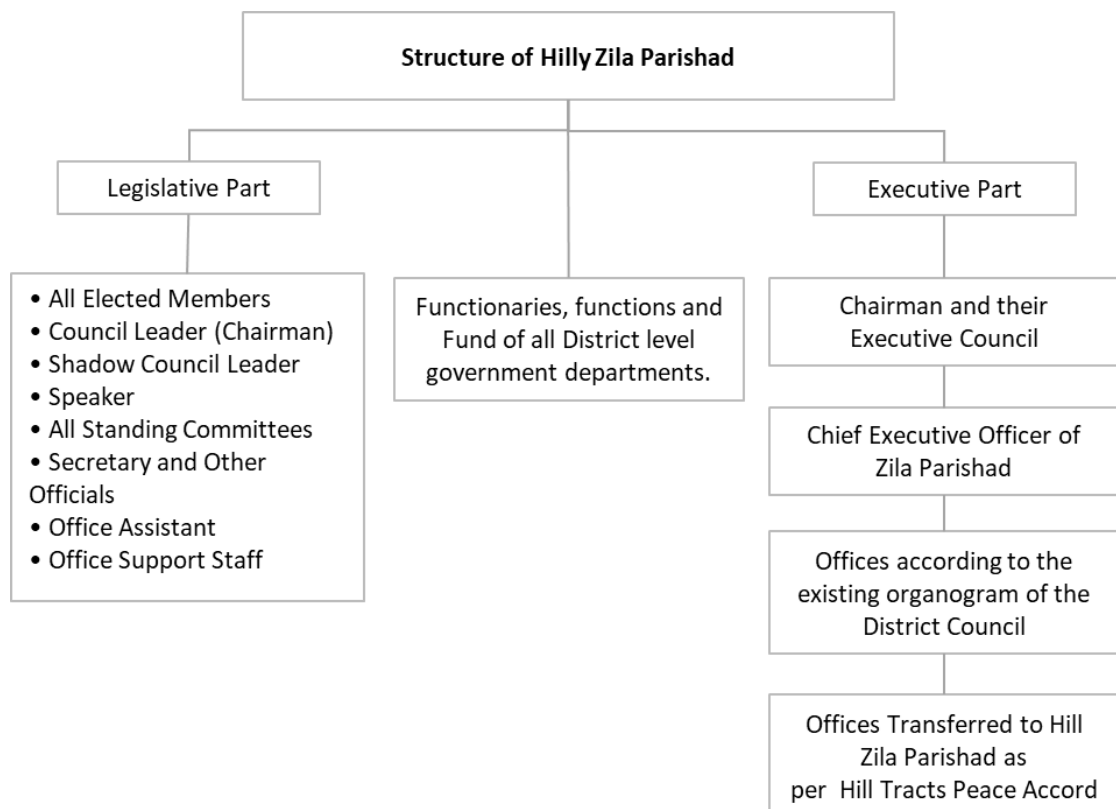 Structure of Hilly Zila Parishad
Legislative Part
Executive Part
• All Elected Members
• Council Leader (Chairman)
• Shadow Council Leader
• Speaker
• All Standing Committees
• Secretary and Other
Officials
• Office Assistant
• Office Support Staff
Functionaries, functions and
Fund of all District level
government departments.
Chairman and their
Executive Council
Chief Executive Officer of
Zila Parishad
Offices according to the
existing organogram of the
District Council
Offices Transferred to Hill
Zila Parishad as
per Hill Tracts Peace Accord